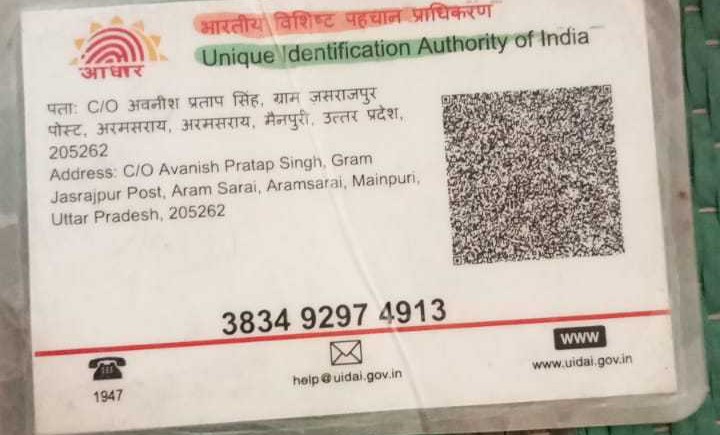 भारतीय विशिष्ट पहचान प्राधिकरण
Unique Identification Authority of India
आधार
पता: C/O अवनीश प्रताप सिंह, ग्राम जसराजपुर
पोस्ट, अरमसराय, अरमसराय, मैनपुरी, उत्तर प्रदेश,
205262
Address: C/O Avanish Pratap Singh, Gram
Jasrajpur Post, Aram Sarai, Aramsarai, Mainpuri,
Uttar Pradesh, 205262
3834 9297 4913
1947
help@uidai.gov.in
www
www.uidai.gov.in